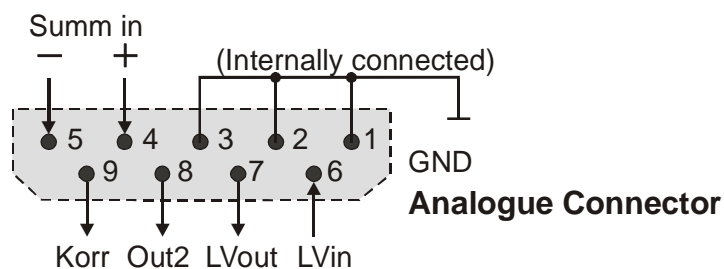 Summ in
− +
(Internally connected)
5 4 3 2 1
9 8 7 6
GND
Analogue Connector
Korr Out2 LVout LVin